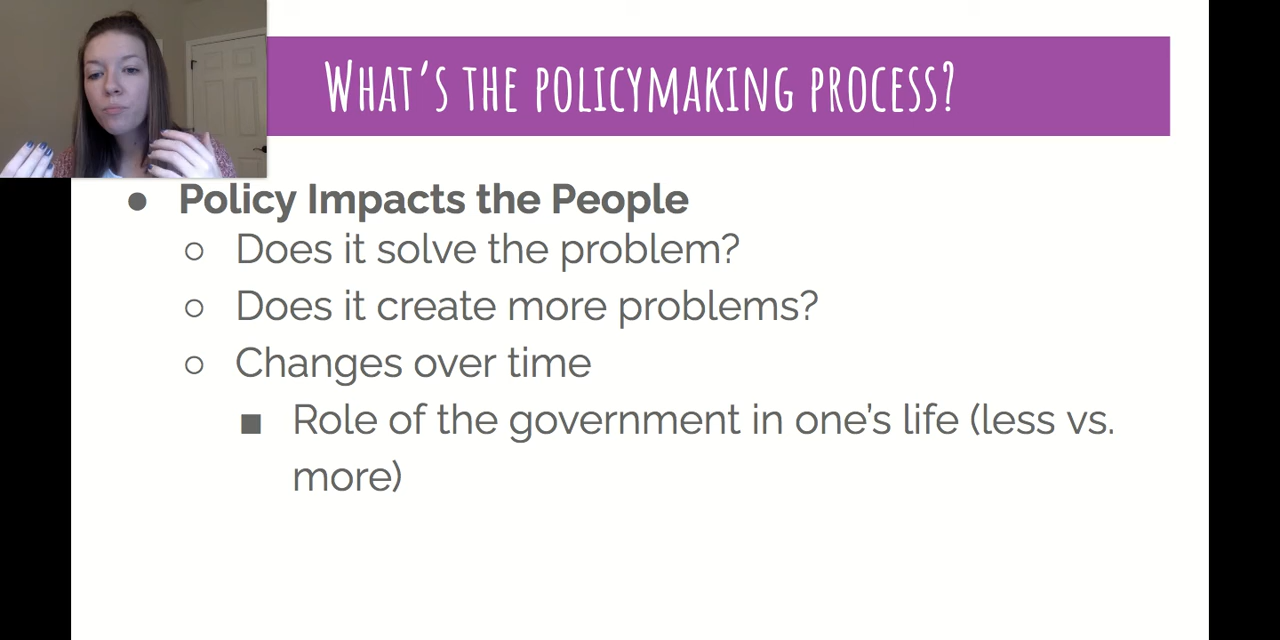 What's the policymaking process?
● Policy Impacts the People
○ Does it solve the problem?
○ Does it create more problems?
○ Changes over time
■ Role of the government in one's life (less vs.
more)